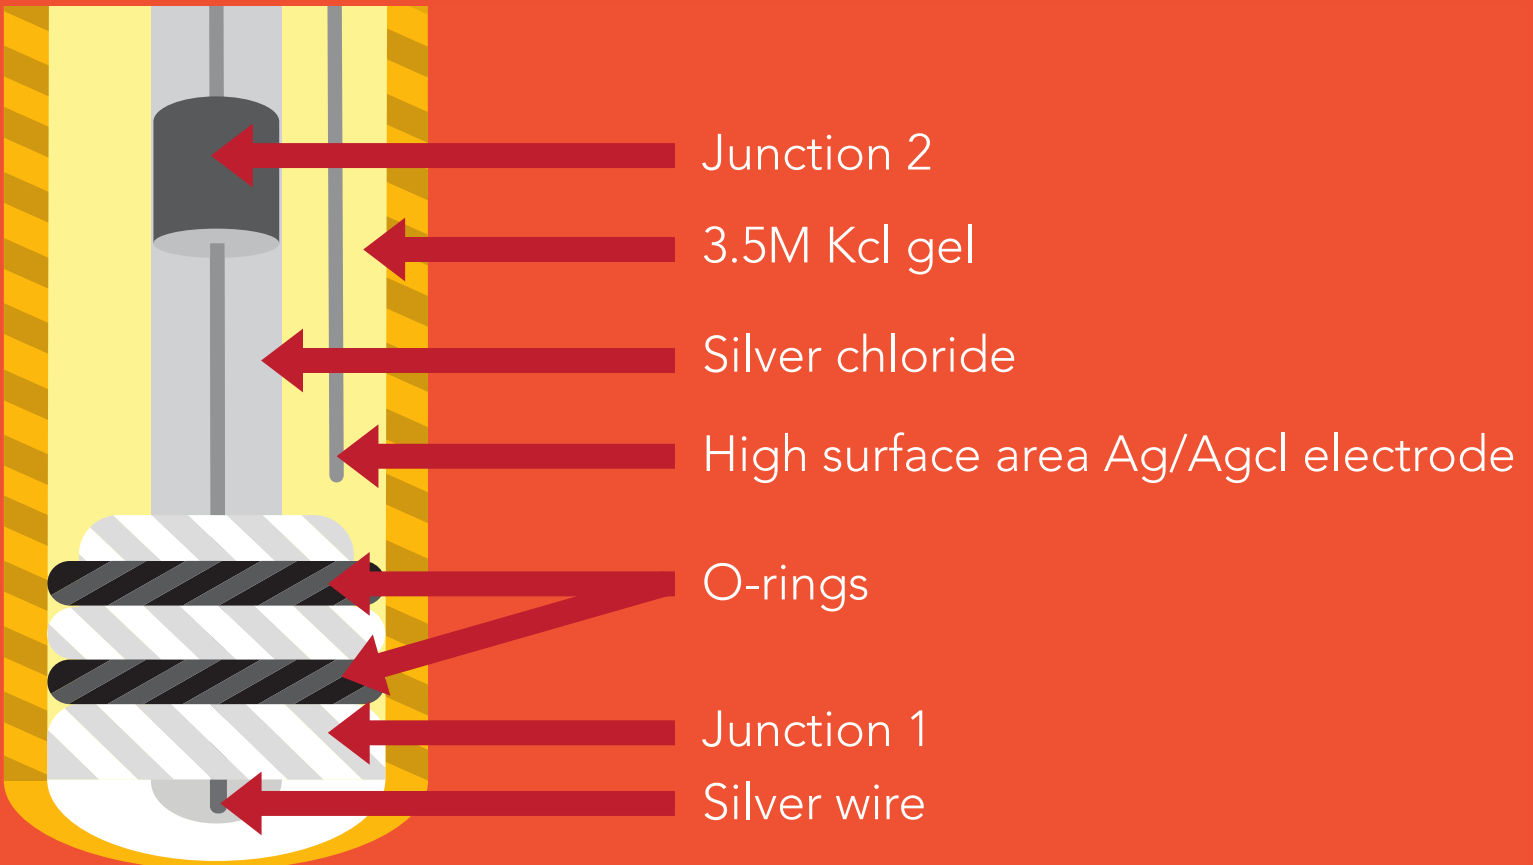 Junction 2
3.5M Kcl gel
Silver chloride
High surface area Ag/Agcl electrode
O-rings
Junction 1
Silver wire